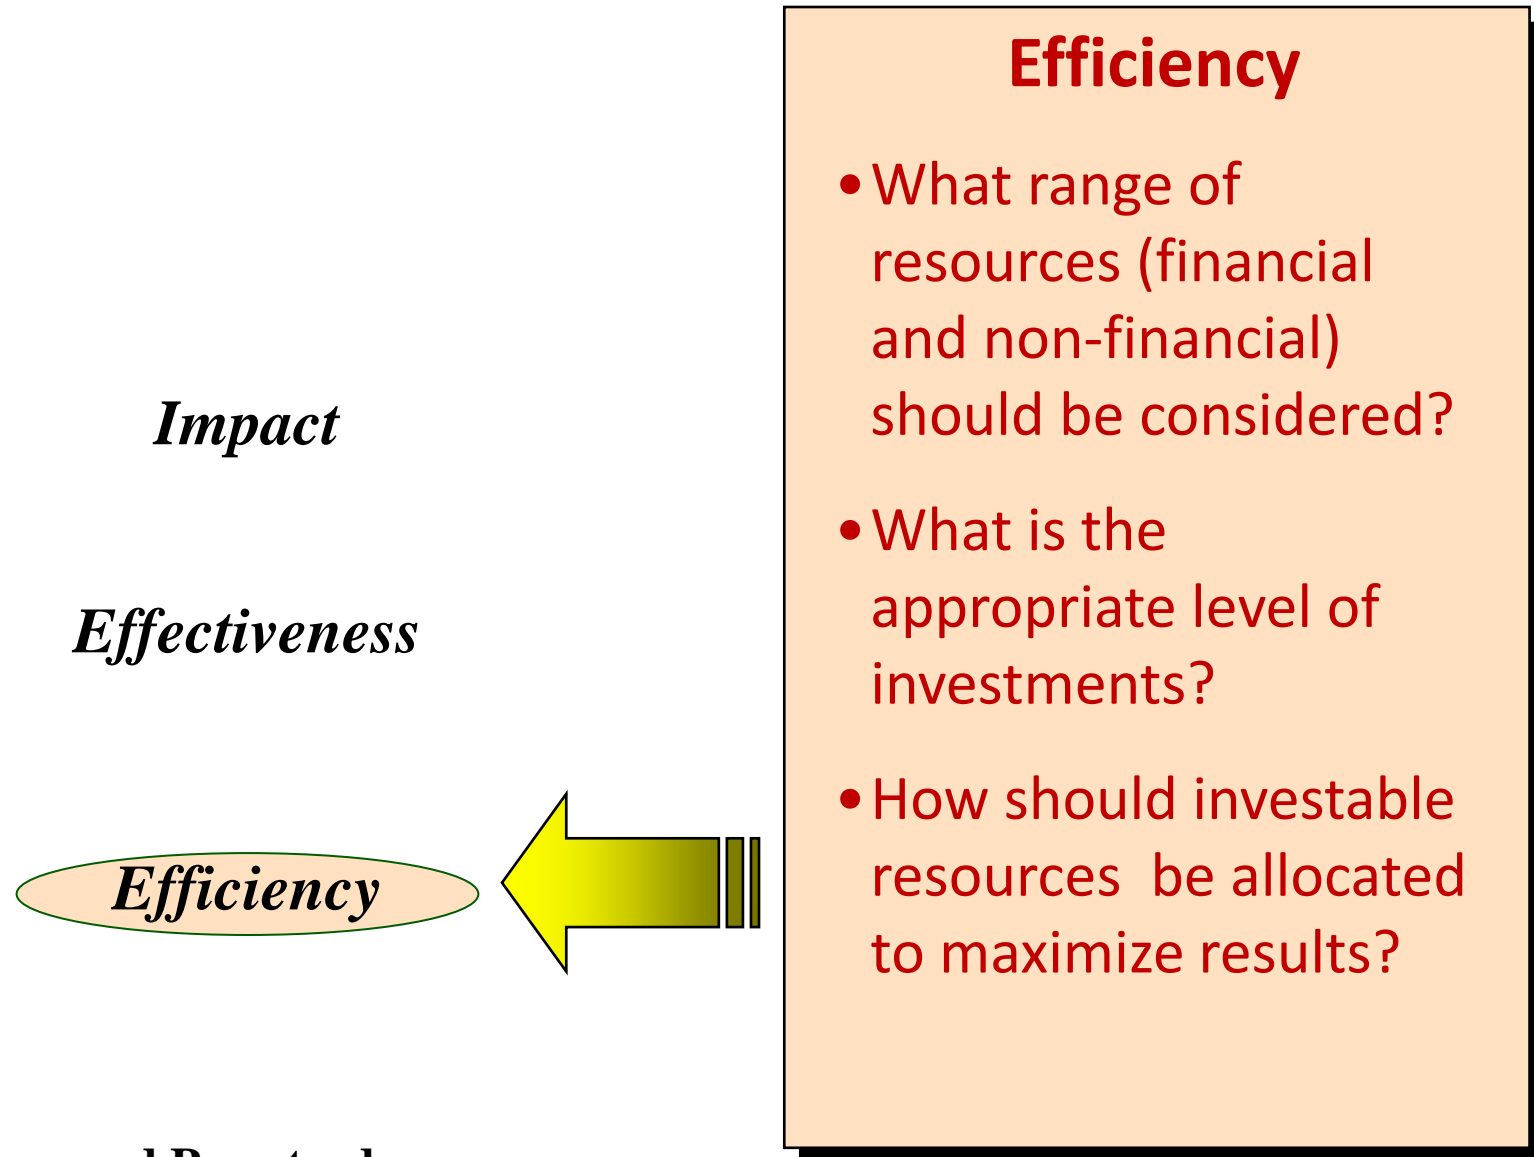 Efficiency
•What range of
resources (financial
and non-financial)
should be considered?
•What is the
appropriate level of
investments?
•How should investable
resources  be allocated
to maximize results?
Impact
Effectiveness
Efficiency